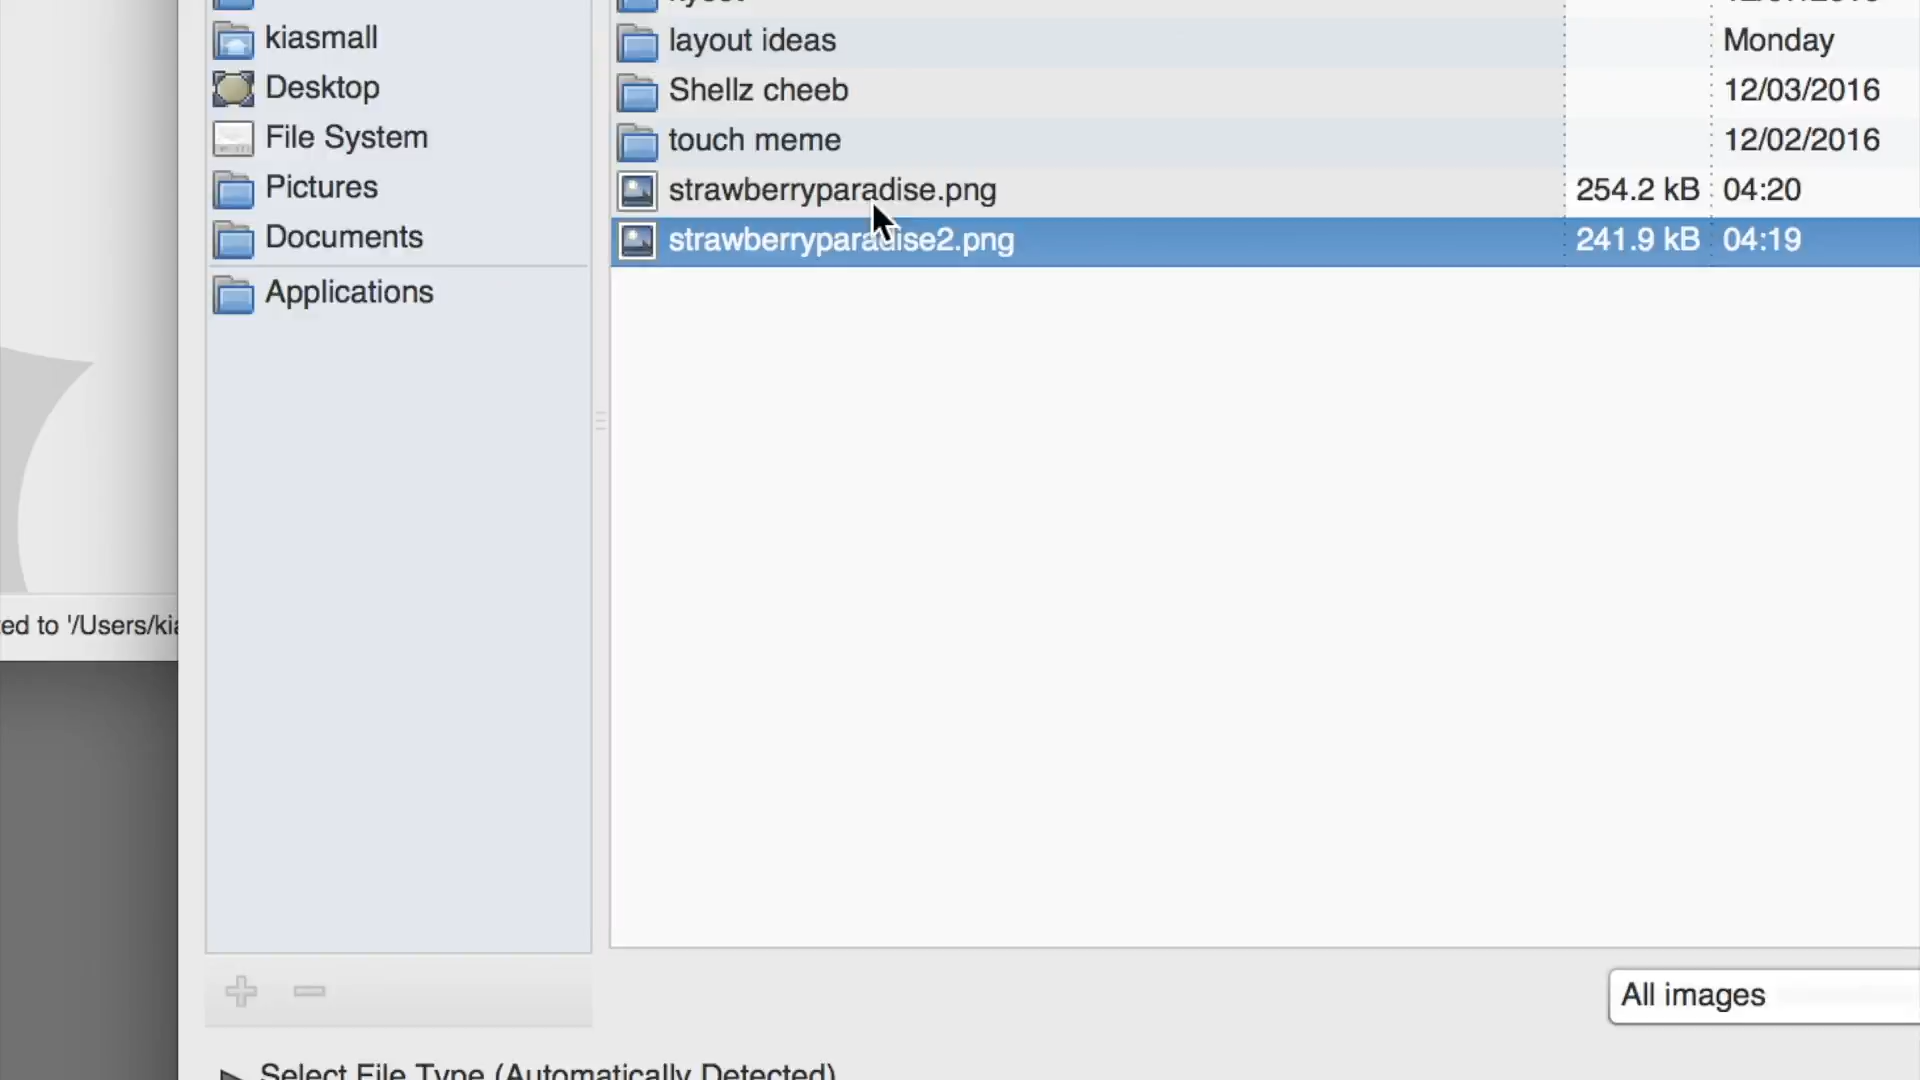 kiasmall
Desktop
File System
Pictures
Documents
Applications
layout ideas Monday
Shellz cheeb 12/03/2016
touch meme 12/02/2016
strawberryparadise.png 254.2 kB 04:20
strawberryparadise2.png 241.9 kB 04:19
ed to '/Users/kia
All images
Select File Type (Automatically Detected)